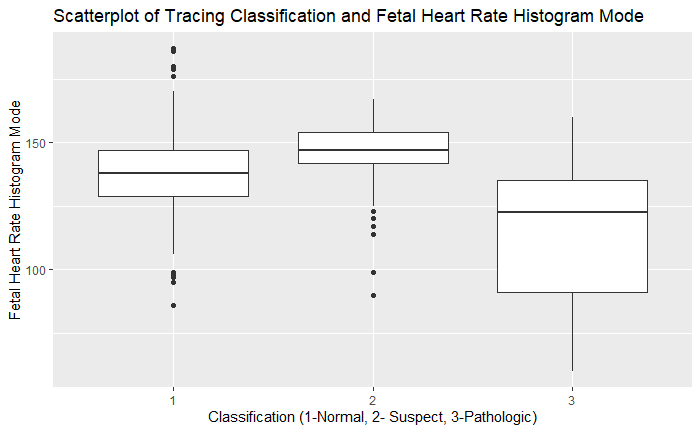 Scatterplot of Tracing Classification and Fetal Heart Rate Histogram Mode
Fetal Heart Rate Histogram Mode
150
100
1 2 3
Classification (1-Normal, 2- Suspect, 3-Pathologic)